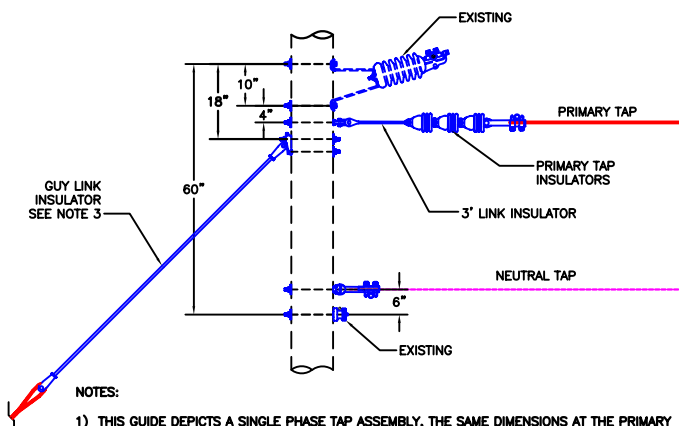 EXISTING
10"
18"
4"
PRIMARY TAP
PRIMARY TAP
INSULATORS
GUY LINK
INSULATOR
SEE NOTE 3
60"
3' LINK INSULATOR
NEUTRAL TAP
6"
EXISTING
NOTES:
1) THIS GUIDE DEPICTS A SINGLE PHASE TAP ASSEMBLY. THE SAME DIMENSIONS AT THE PRIMARY